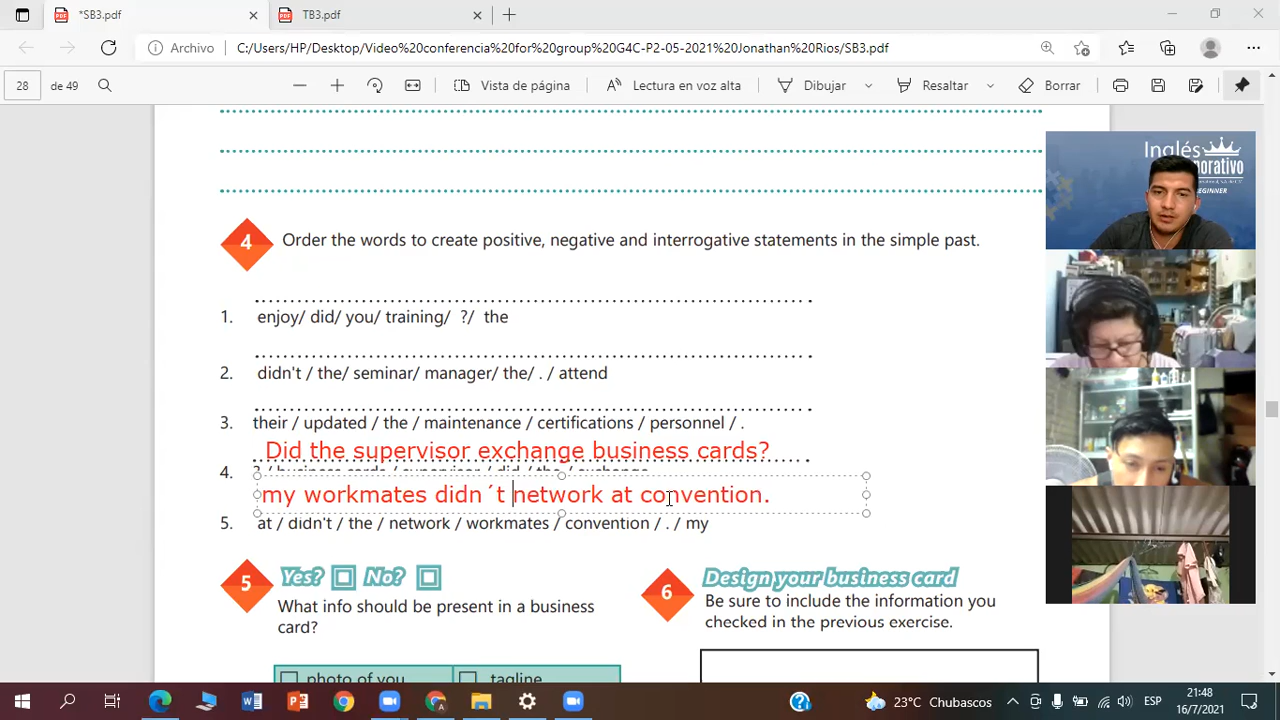 *SB3.pdf
TB3.pdf
Archivo
C:/Users/HP/Desktop/Video%20conferencia%20for%20group%20G4C-P2-05-2021%20Jonathan%20Rios/SB3.pdf
28 de 49
Vista de página
Lectura en voz alta
Dibujar
Resaltar
Borrar
Inglés
BEGINNER
4 Order the words to create positive, negative and interrogative statements in the simple past.
1. enjoy/ did/ you/ training/ ?/ the
2. didn't / the/ seminar/ manager/ the/ . / attend
3. their / updated / the / maintenance / certifications / personnel / .
Did the supervisor exchange business cards?
4. ? / business cards / supervisor / did / the / exchange
my workmates didn´t network at convention.
5. at / didn't / the / network / workmates / convention / . / my
5 Yes? No?
What info should be present in a business
card?
photo of you
tagline
6 Design your business card
Be sure to include the information you
checked in the previous exercise.
23°C Chubascos
ESP
21:48
16/7/2021